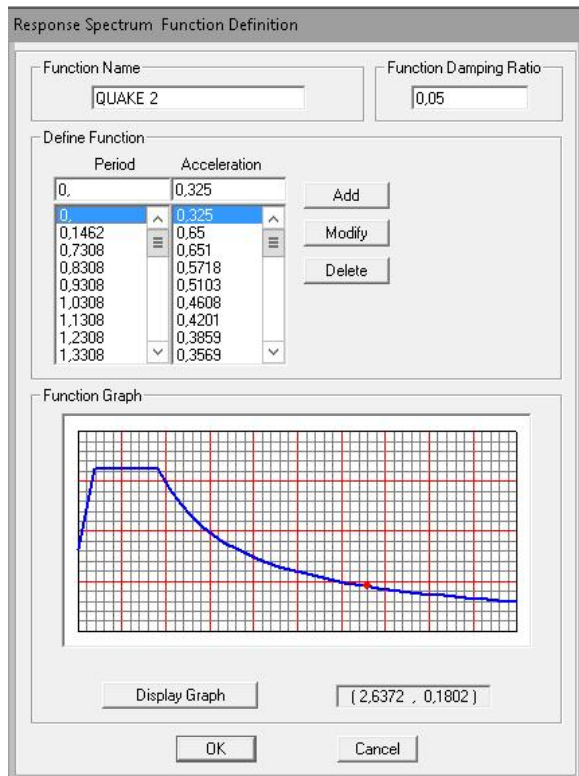 Response Spectrum Function Definition
Function Name
Function Damping Ratio
QUAKE 2
0,05
Define Function
Period Acceleration
0, 0,325
Add
0, 0,325
0,1462 0,65
Modify
0,7308 0,651
0,8308 0,5718
Delete
0,9308 0,5103
1,0308 0,4608
1,1308 0,4201
1,2308 0,3859
1,3308 0,3569
Function Graph
Display Graph
( 2,6372 , 0,1802 )
OK
Cancel